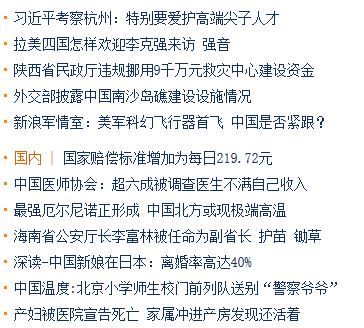 习近平考察杭州：特别要爱护高端尖子人才
拉美四国怎样欢迎李克强来访 强音
陕西省民政厅违规挪用9千万元救灾中心建设资金
外交部披露中国南沙岛礁建设设施情况
新浪军情室：美军科幻飞行器首飞 中国是否紧跟？
国内 | 国家赔偿标准增加为每日219.72元
中国医师协会：超六成被调查医生不满自己收入
最强厄尔尼诺正形成 中国北方或现极端高温
海南省公安厅长李富林被任命为副省长 护苗 锄草
深读-中国新娘在日本：离婚率高达40%
中国温度:北京小学师生校门前列队送别“警察爷爷”
产妇被医院宣告死亡 家属冲进产房发现还活着